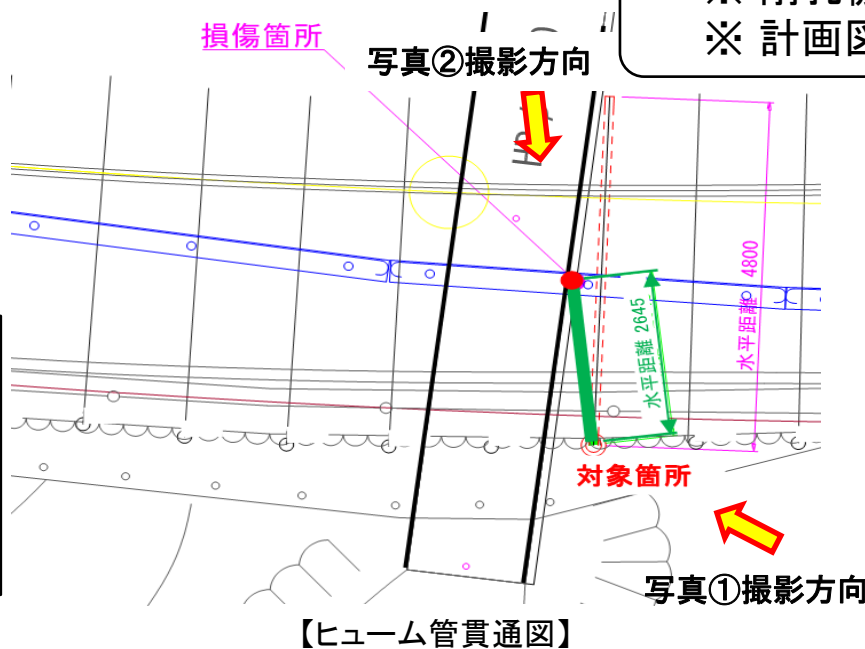 損傷箇所
写真②撮影方向
※ 計画図
水平距離 4800
水平距離 2645
対象箇所
写真①撮影方向
【ヒューム管貫通図】